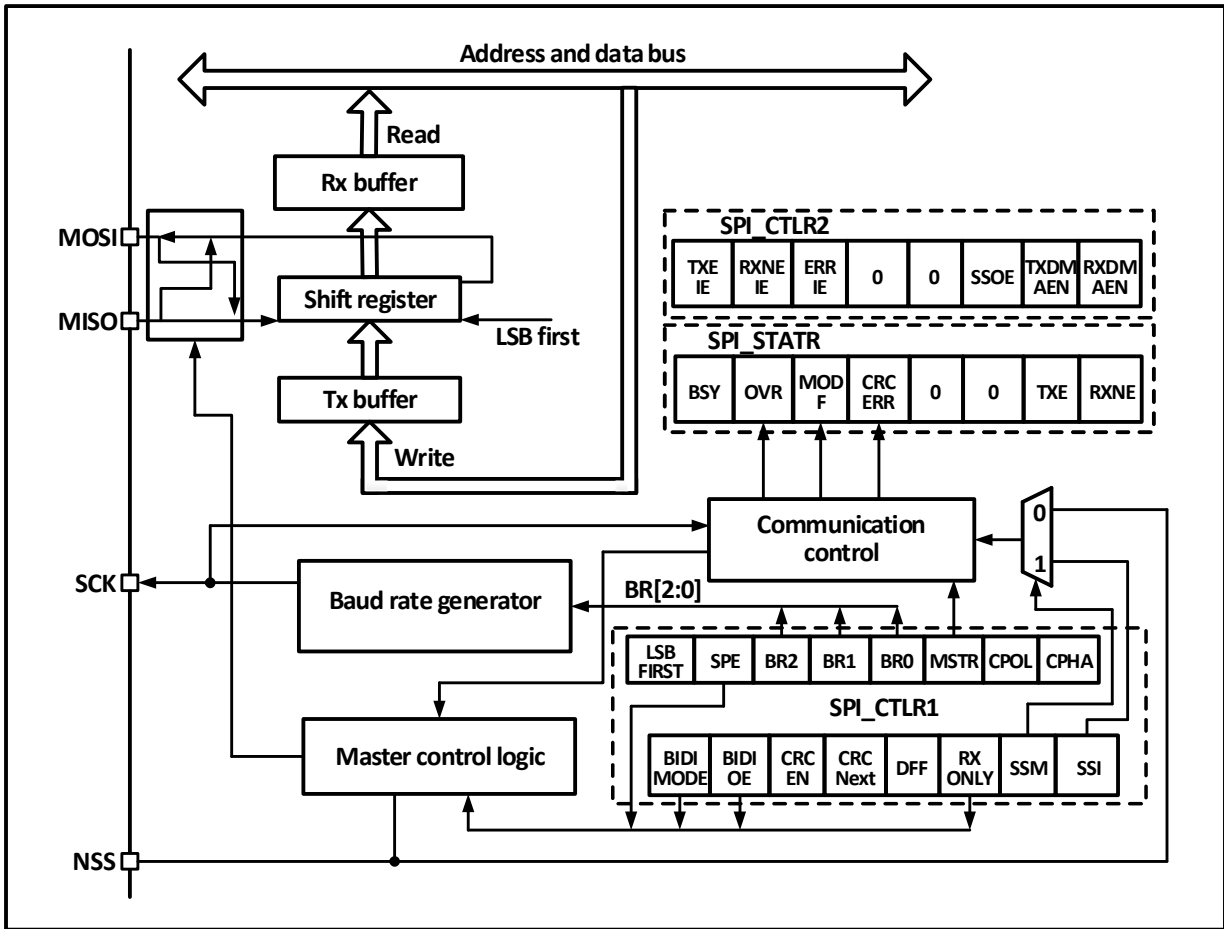 Address and data bus
Read
Rx buffer
MOSI
SPI_CTLR2
TXE
IE
RXNE
IE
ERR
IE
0
0
SSOE
TXDM
AEN
RXDM
AEN
Shift register
MISO
LSB first
SPI_STATR
BSY
OVR
MOD
F
CRC
ERR
0
0
TXE
RXNE
Tx buffer
Write
Communication
control
0
1
SCK
Baud rate generator
BR[2:0]
LSB
FIRST
SPE
BR2
BR1
BR0
MSTR
CPOL
CPHA
SPI_CTLR1
Master control logic
BIDI
MODE
BIDI
OE
CRC
EN
CRC
Next
DFF
RX
ONLY
SSM
SSI
NSS